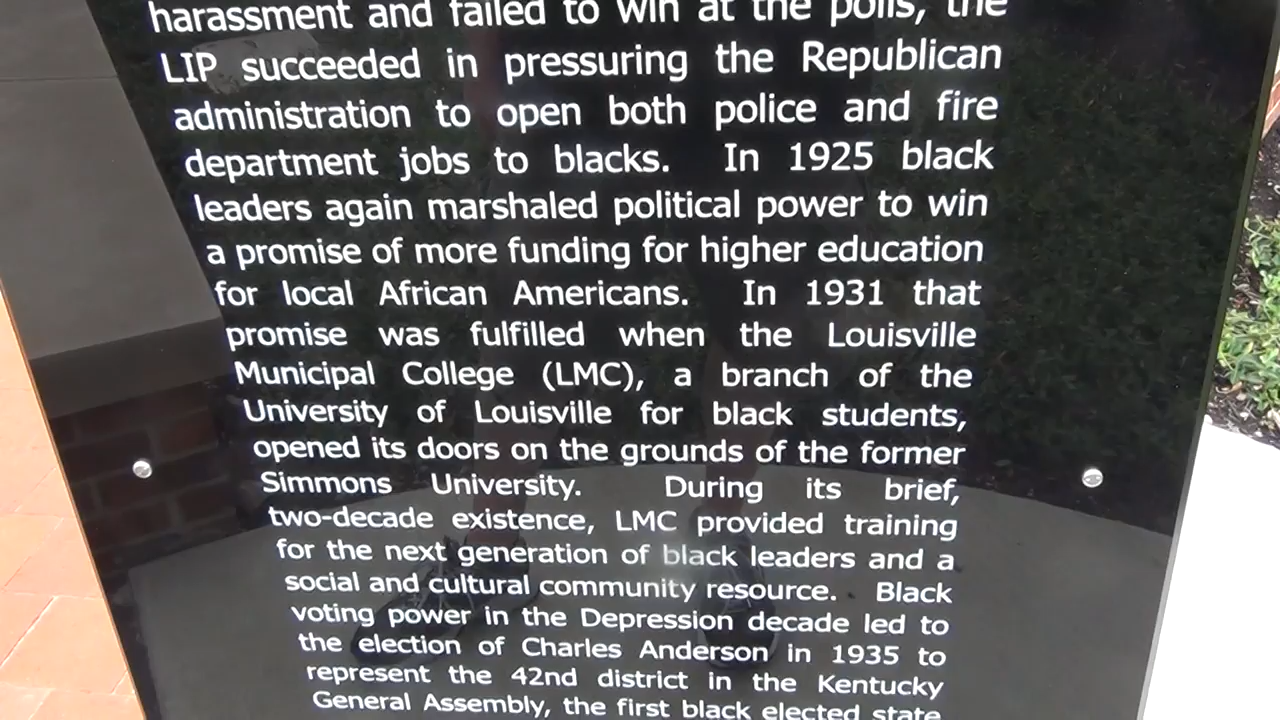 harassment and failed to win at the polls, the
LIP succeeded in pressuring the Republican
administration to open both police and fire
department jobs to blacks. In 1925 black
leaders again marshaled political power to win
a promise of more funding for higher education
for local African Americans. In 1931 that
promise was fulfilled when the Louisville
Municipal College (LMC), a branch of the
University of Louisville for black students,
opened its doors on the grounds of the former
Simmons University. During its brief,
two-decade existence, LMC provided training
for the next generation of black leaders and a
social and cultural community resource. Black
voting power in the Depression decade led to
the election of Charles Anderson in 1935 to
represent the 42nd district in the Kentucky
General Assembly, the first black elected state